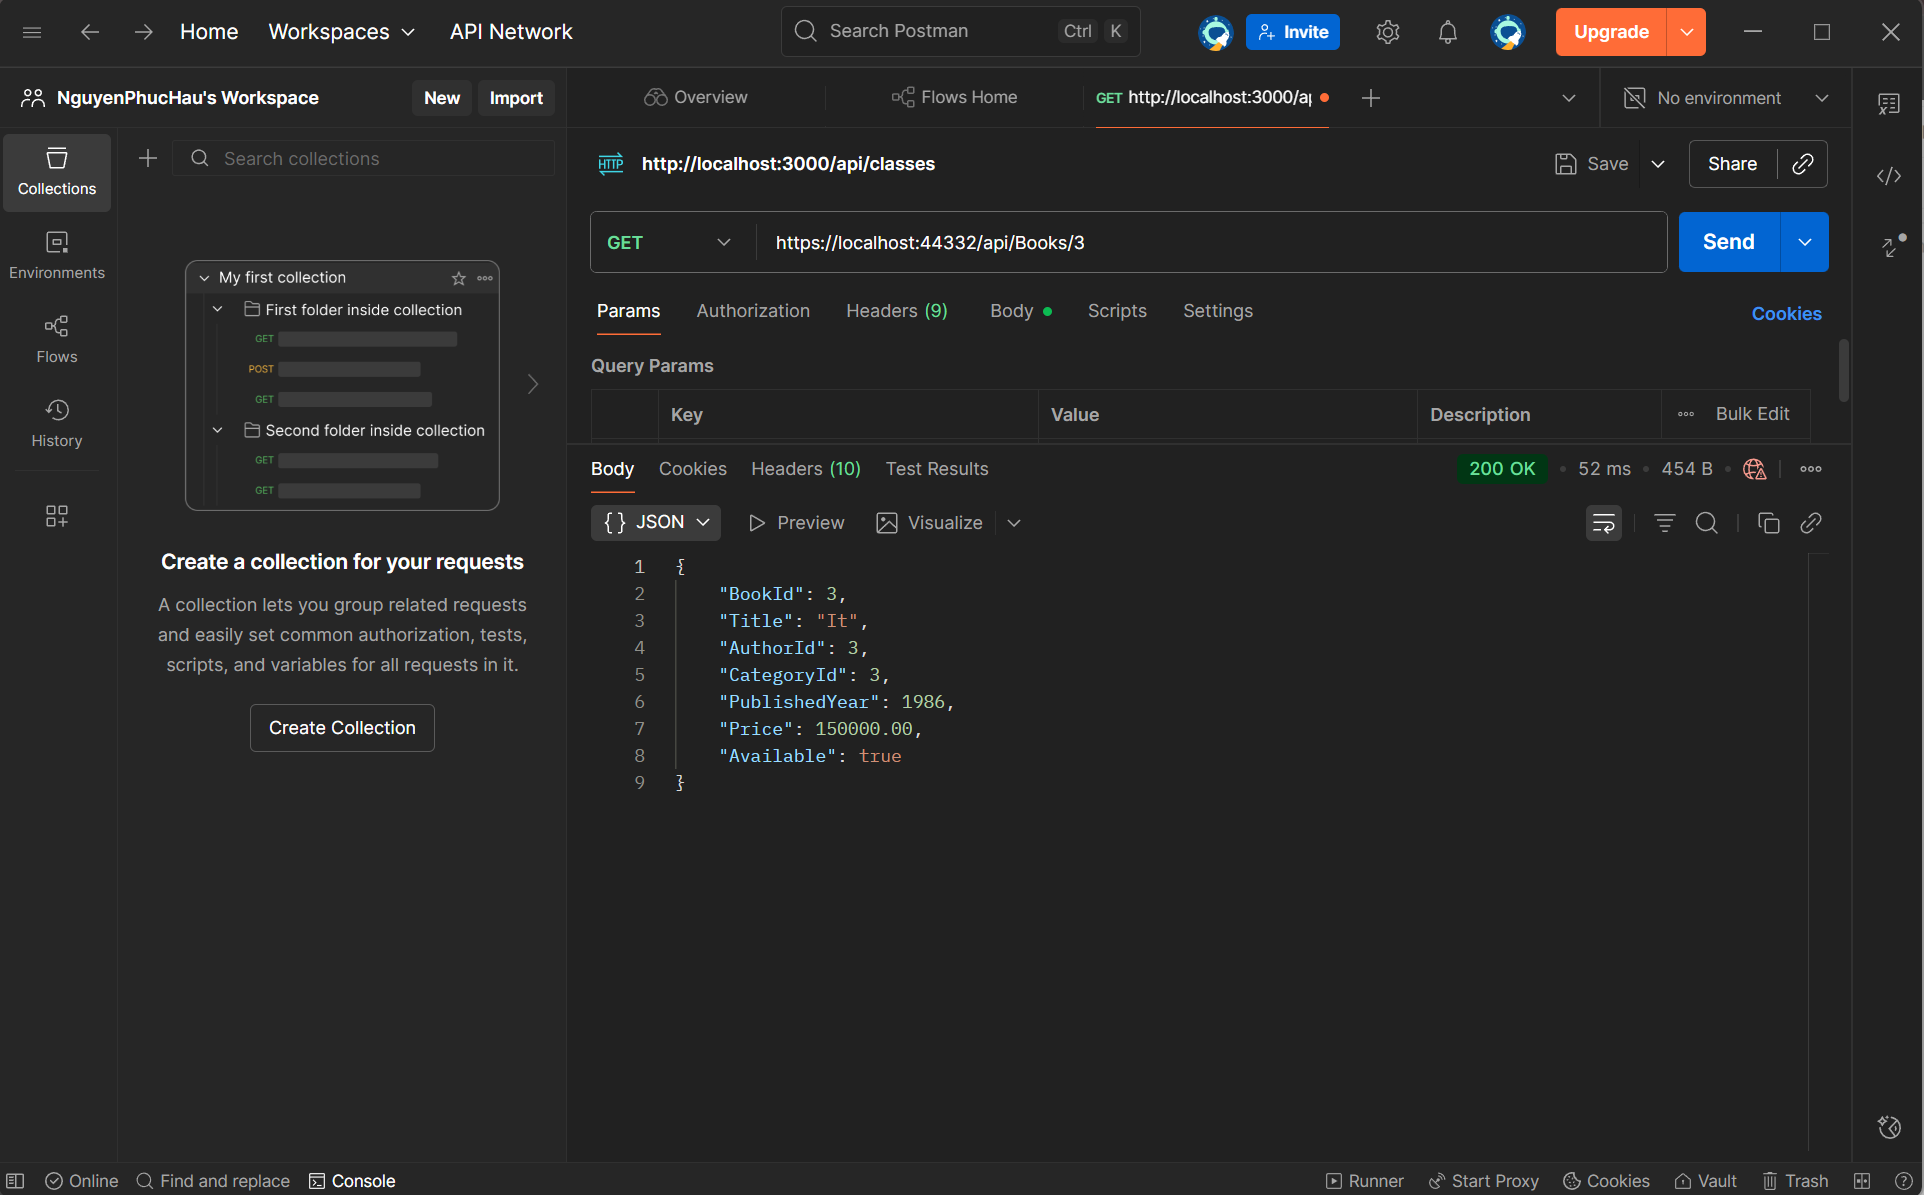 Home Workspaces API Network Search Postman Ctrl K Invite Upgrade
NguyenPhucHau's Workspace New Import Overview Flows Home GET http://localhost:3000/ap No environment
Collections
Environments
Flows
History
Search collections
My first collection
First folder inside collection
GET
POST
GET
Second folder inside collection
GET
GET
Create a collection for your requests
A collection lets you group related requests
and easily set common authorization, tests,
scripts, and variables for all requests in it.
Create Collection
HTTP http://localhost:3000/api/classes Save Share
GET https://localhost:44332/api/Books/3 Send
Params Authorization Headers (9) Body Scripts Settings Cookies
Query Params
Key Value Description Bulk Edit
Body Cookies Headers (10) Test Results 200 OK 52 ms 454 B
{} JSON Preview Visualize
1 {
2 "BookId": 3,
3 "Title": "It",
4 "AuthorId": 3,
5 "CategoryId": 3,
6 "PublishedYear": 1986,
7 "Price": 150000.00,
8 "Available": true
9 }
Online Find and replace Console Runner Start Proxy Cookies Vault Trash